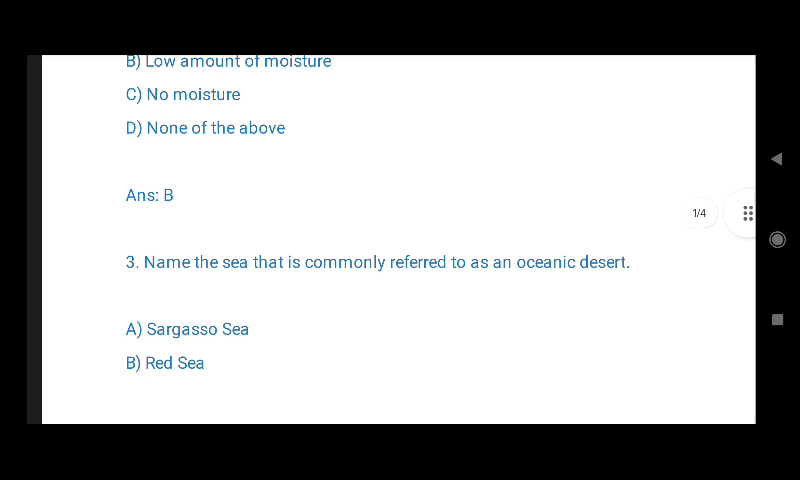 B) Low amount of moisture
C) No moisture
D) None of the above
Ans: B
1/4
3. Name the sea that is commonly referred to as an oceanic desert.
A) Sargasso Sea
B) Red Sea